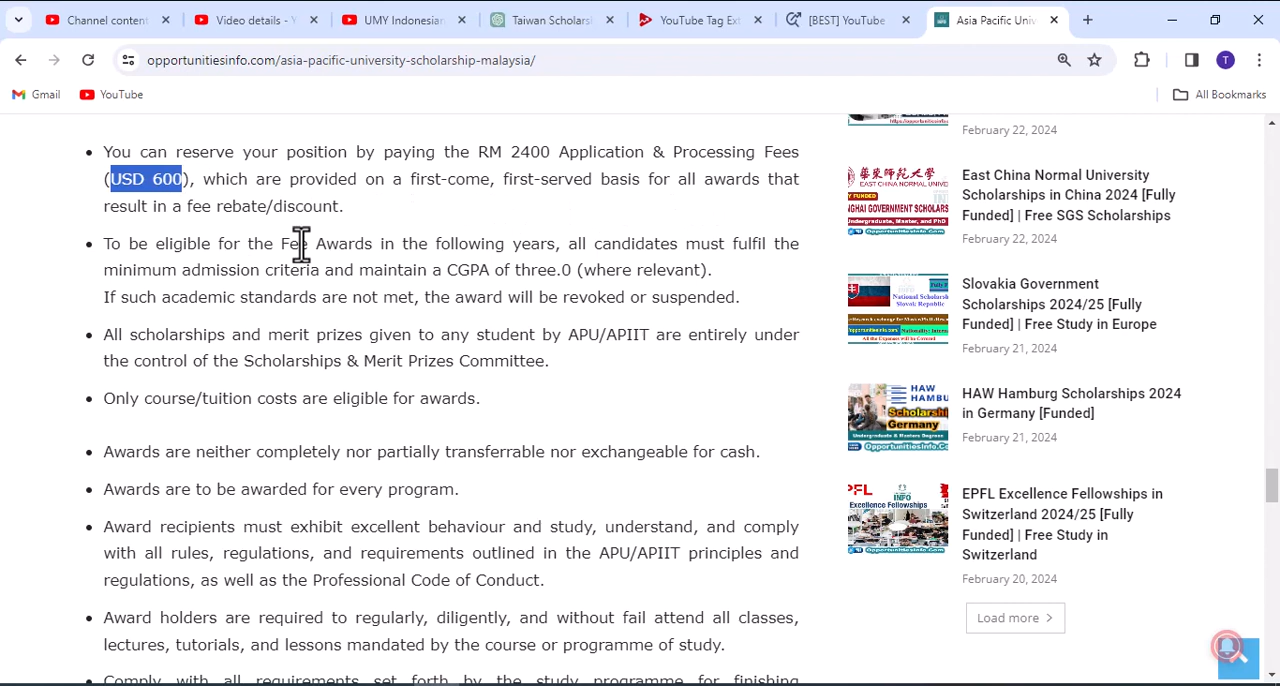 Channel content
Video details - Y
UMY Indonesian
Taiwan Scholars
YouTube Tag Ext
[BEST] YouTube
Asia Pacific Univ
opportunitiesinfo.com/asia-pacific-university-scholarship-malaysia/
T
Gmail
YouTube
All Bookmarks
You can reserve your position by paying the RM 2400 Application & Processing Fees
(USD 600), which are provided on a first-come, first-served basis for all awards that
result in a fee rebate/discount.
To be eligible for the Fee Awards in the following years, all candidates must fulfil the
minimum admission criteria and maintain a CGPA of three.0 (where relevant).
If such academic standards are not met, the award will be revoked or suspended.
All scholarships and merit prizes given to any student by APU/APIIT are entirely under
the control of the Scholarships & Merit Prizes Committee.
Only course/tuition costs are eligible for awards.
Awards are neither completely nor partially transferrable nor exchangeable for cash.
Awards are to be awarded for every program.
Award recipients must exhibit excellent behaviour and study, understand, and comply
with all rules, regulations, and requirements outlined in the APU/APIIT principles and
regulations, as well as the Professional Code of Conduct.
Award holders are required to regularly, diligently, and without fail attend all classes,
lectures, tutorials, and lessons mandated by the course or programme of study.
Comply with all requirements set forth by the study programme for finishing
February 22, 2024
East China Normal University
Scholarships in China 2024 [Fully
Funded] | Free SGS Scholarships
February 22, 2024
Slovakia Government
Scholarships 2024/25 [Fully
Funded] | Free Study in Europe
February 21, 2024
HAW Hamburg Scholarships 2024
in Germany [Funded]
February 21, 2024
EPFL Excellence Fellowships in
Switzerland 2024/25 [Fully
Funded] | Free Study in
Switzerland
February 20, 2024
Load more